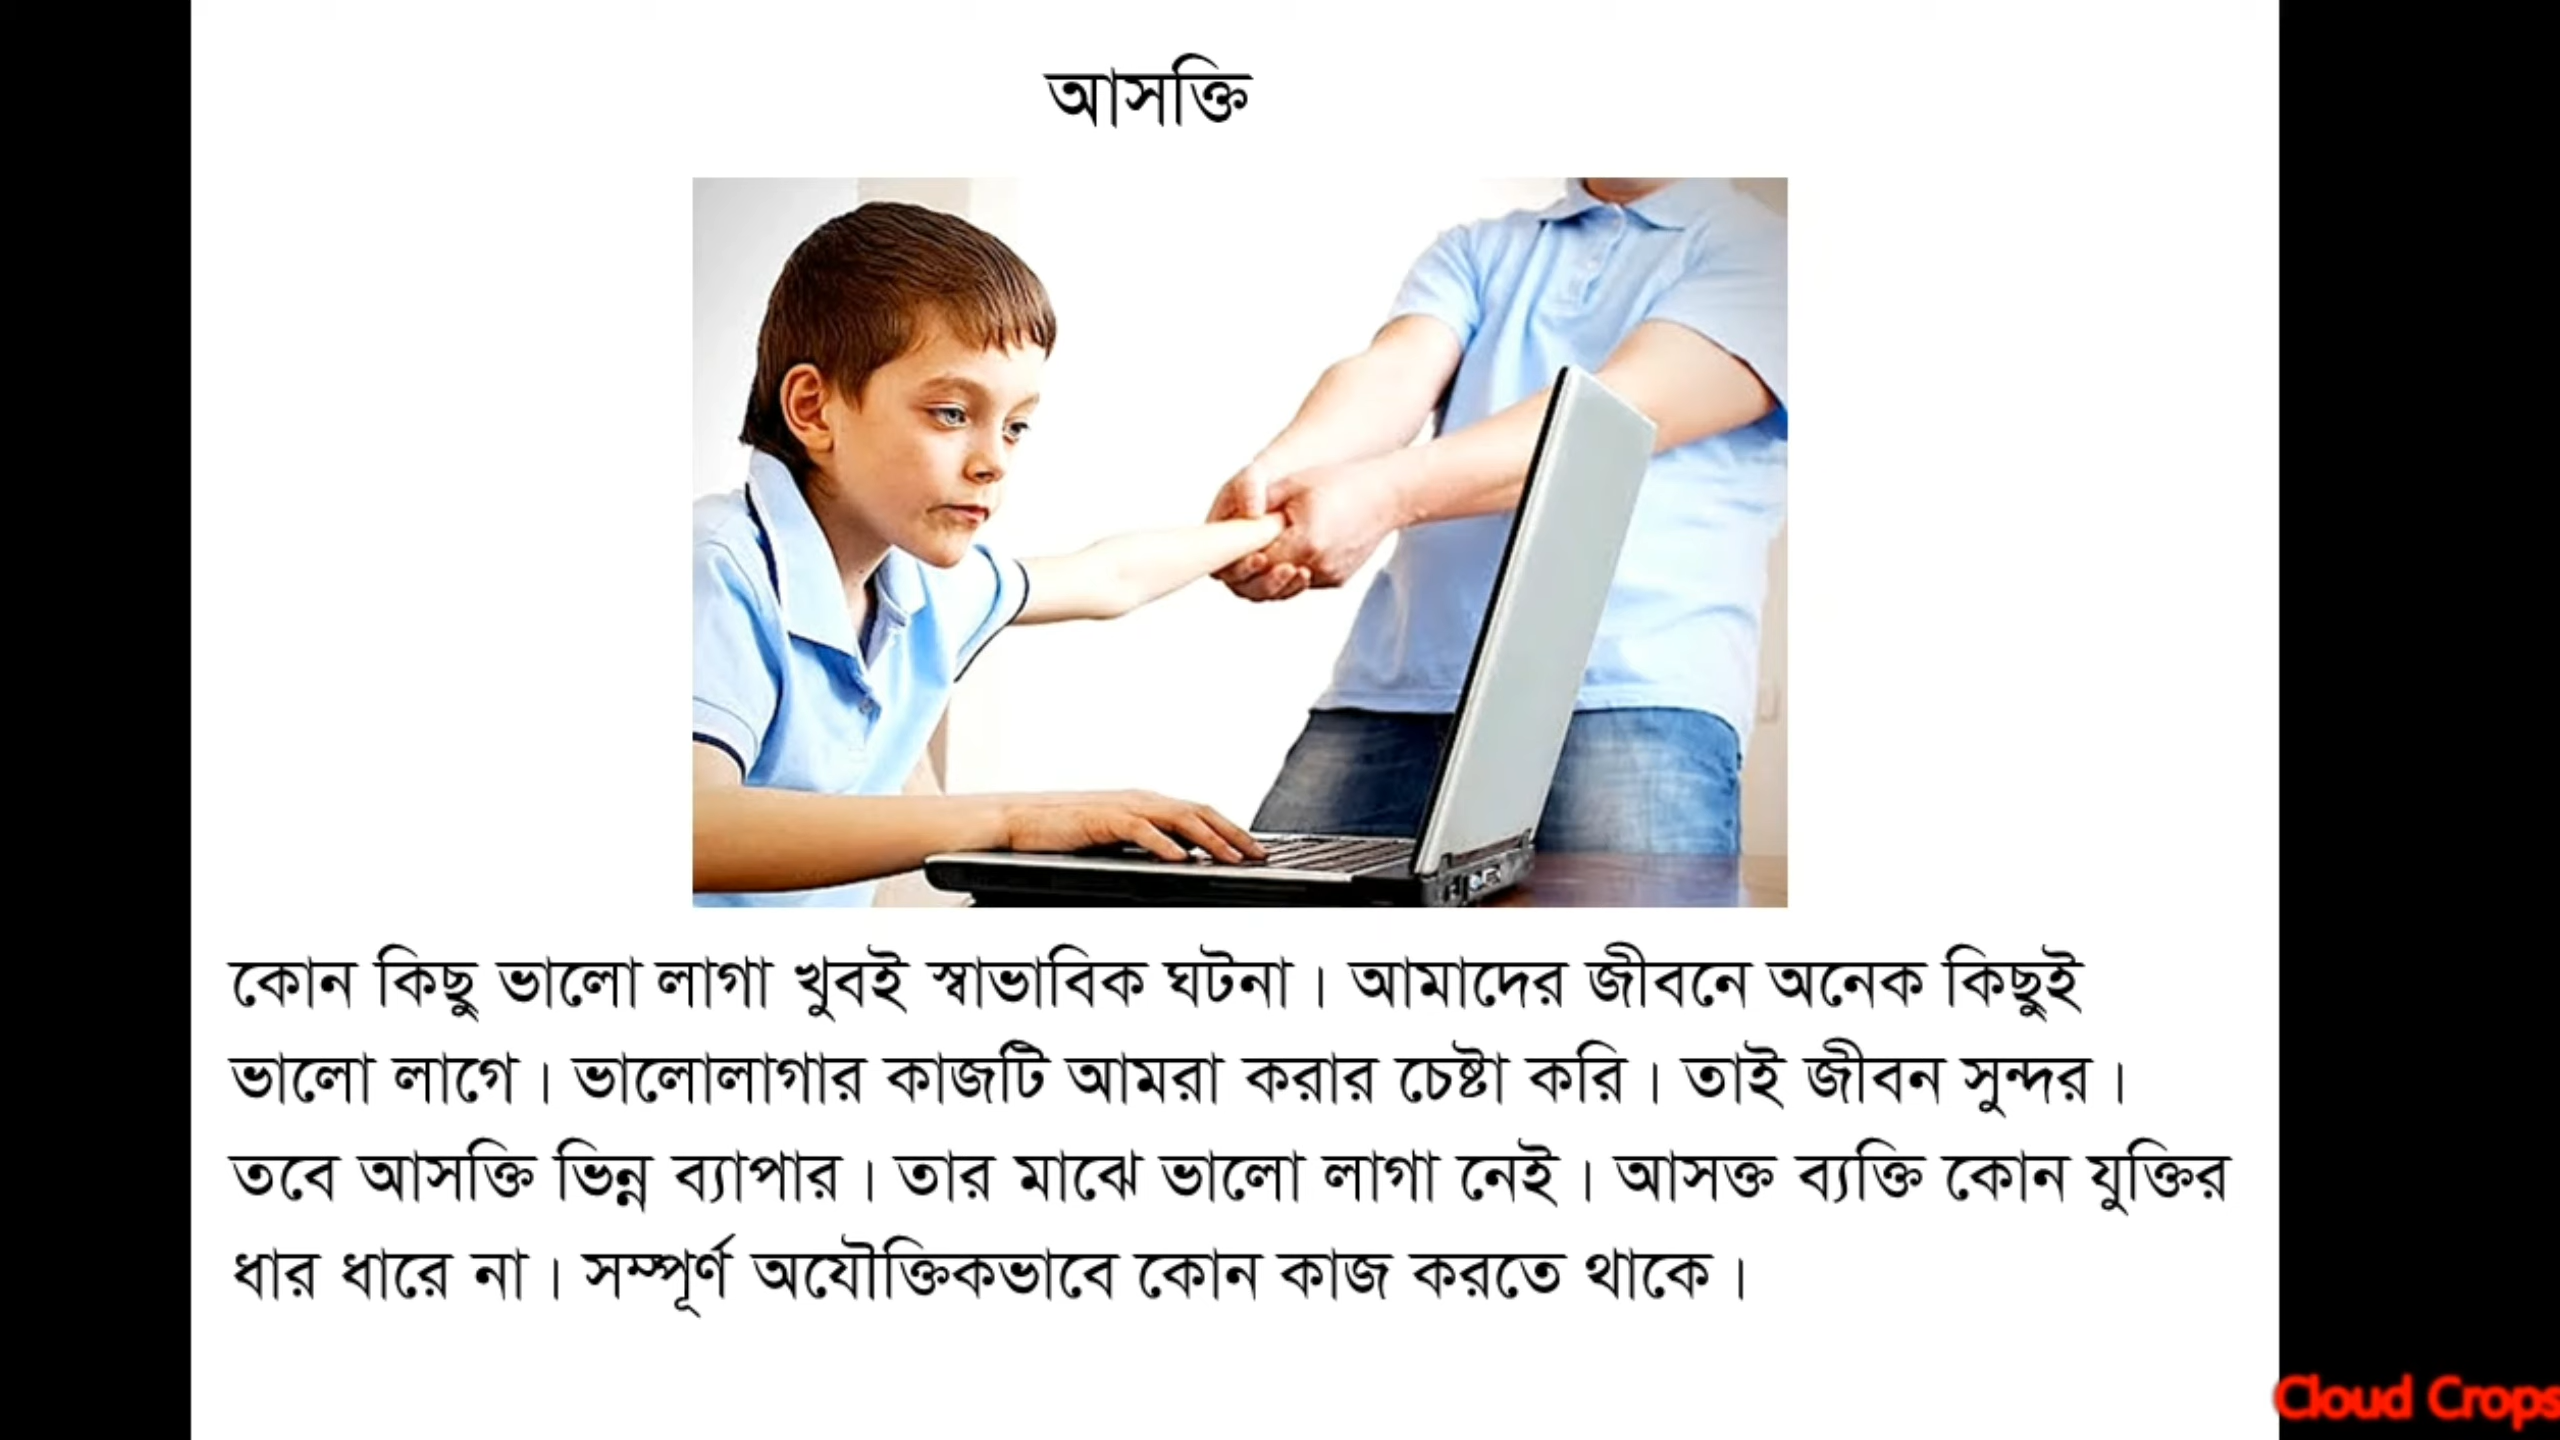 আসক্তি
কোন কিছু ভালো লাগা খুবই স্বাভাবিক ঘটনা। আমাদের জীবনে অনেক কিছুই
ভালো লাগে। ভালোলাগার কাজটি আমরা করার চেষ্টা করি। তাই জীবন সুন্দর।
তবে আসক্তি ভিন্ন ব্যাপার। তার মাঝে ভালো লাগা নেই। আসক্ত ব্যক্তি কোন যুক্তির
ধার ধারে না। সম্পূর্ণ অযৌক্তিকভাবে কোন কাজ করতে থাকে।
Cloud Crops